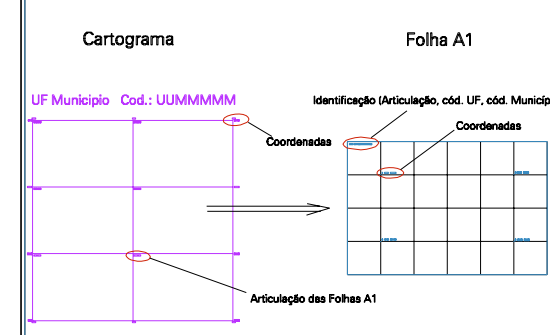 Cartograma
Folha A1
UF Municipio Cod.: UUMMMMM
Identificação (Articulação, cód. UF, cód. Municíp
Coordenadas
Coordenadas
Articulação das Folhas A1